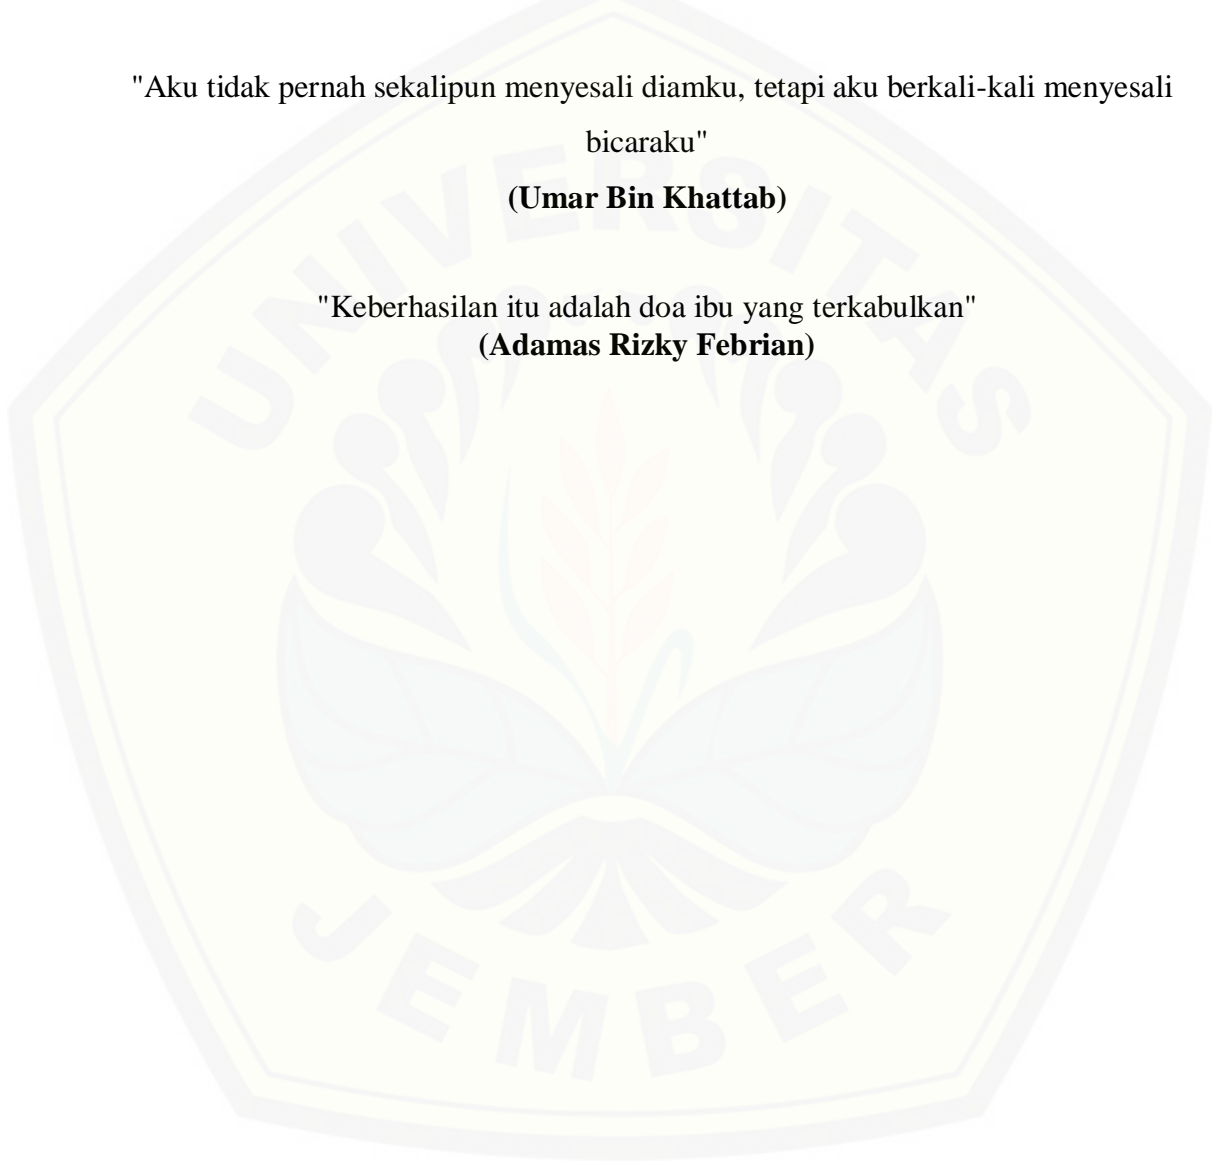 "Aku tidak pernah sekalipun menyesali diamku, tetapi aku berkali-kali menyesali
bicaraku"
(Umar Bin Khattab)
"Keberhasilan itu adalah doa ibu yang terkabulkan"
(Adamas Rizky Febrian)
UNIVERSITAS
JEMBER